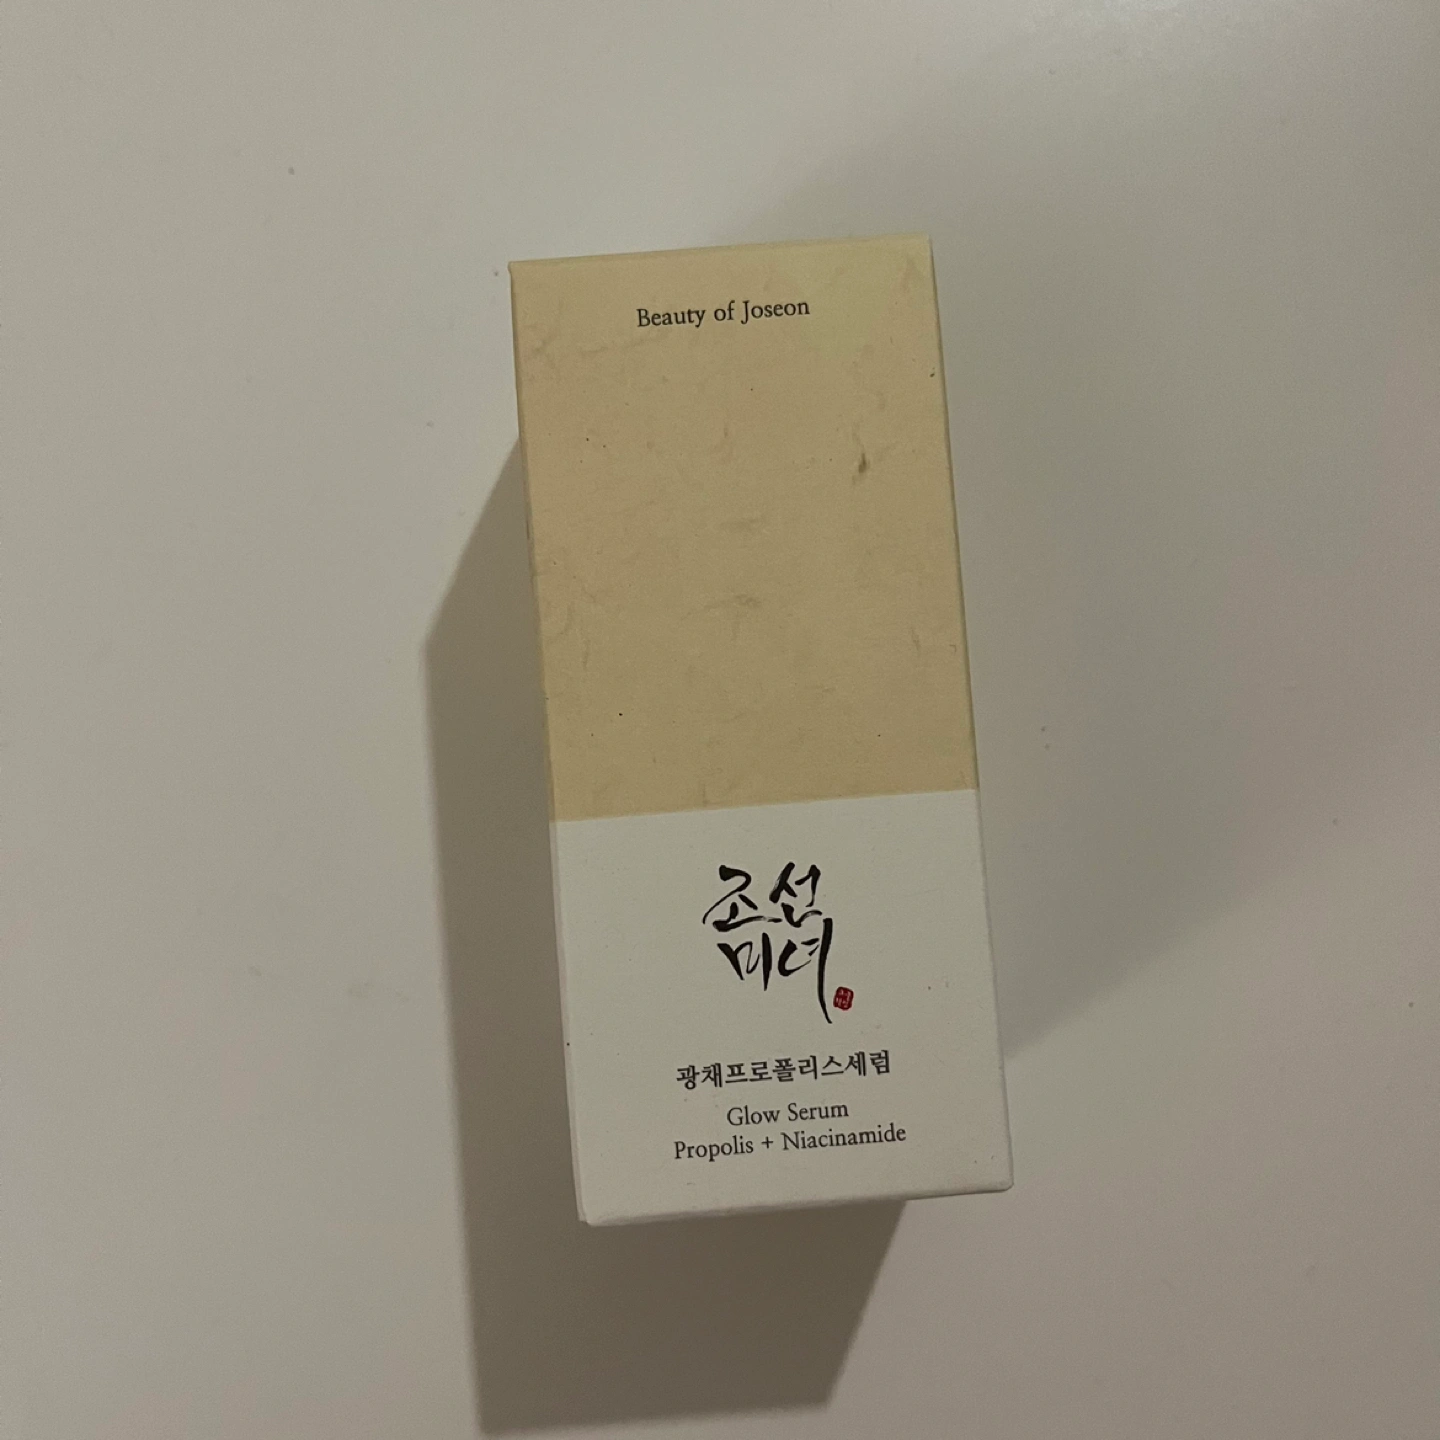 Beauty of Joseon
조선
미녀
광채프로폴리스세럼
Glow Serum
Propolis + Niacinamide